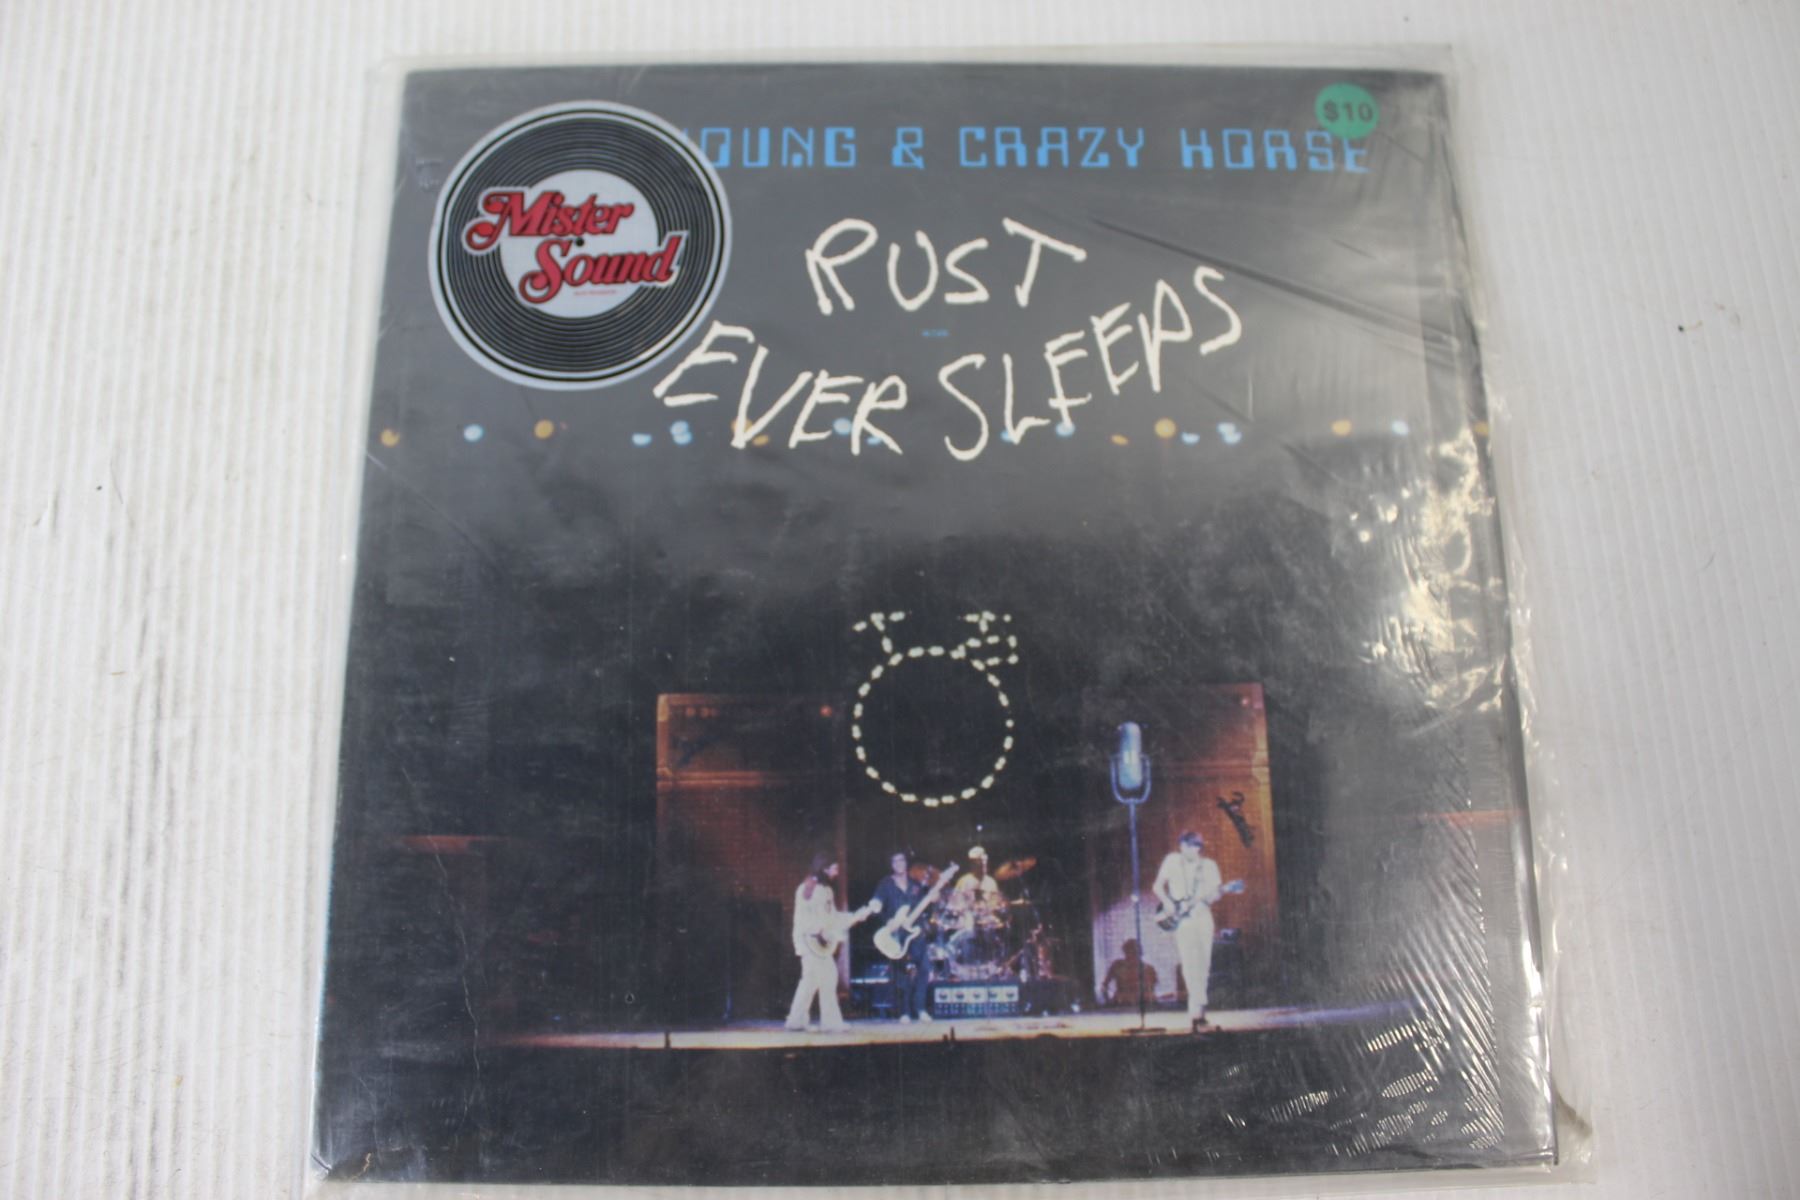 $10
OUNG & CRAZY HORSE
Mister
Sound
RUST
EVER SLEEPS